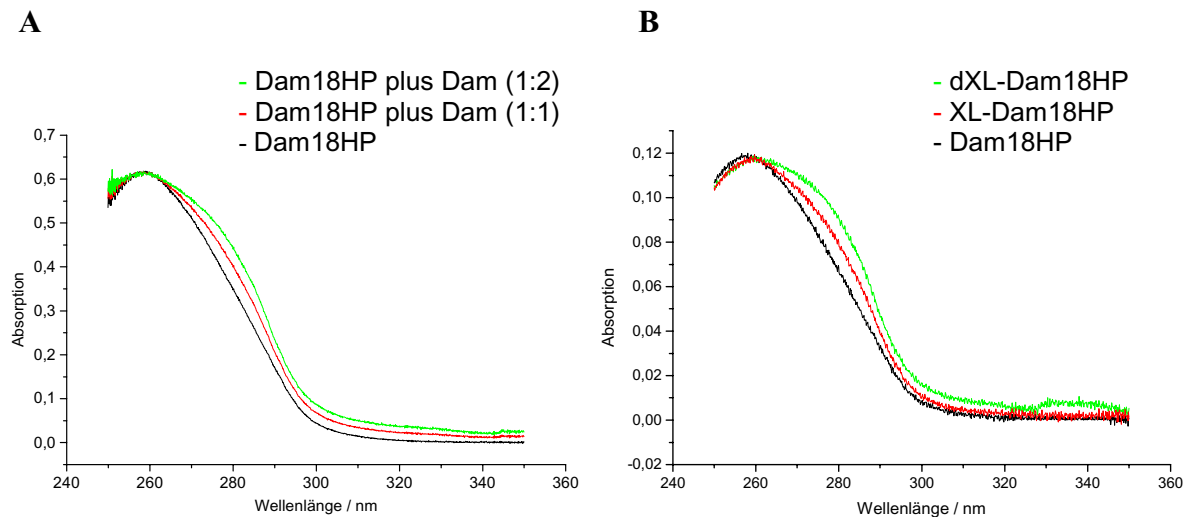 A
- Dam18HP plus Dam (1:2)
- Dam18HP plus Dam (1:1)
- Dam18HP
0,7
0,6
0,5
0,4
0,3
0,2
0,1
0,0
Absorption
240 260 280 300 320 340 360
Wellenlänge / nm
B
- dXL-Dam18HP
- XL-Dam18HP
- Dam18HP
0,12
0,10
0,08
0,06
0,04
0,02
0,00
-0,02
Absorption
240 260 280 300 320 340 360
Wellenlänge / nm